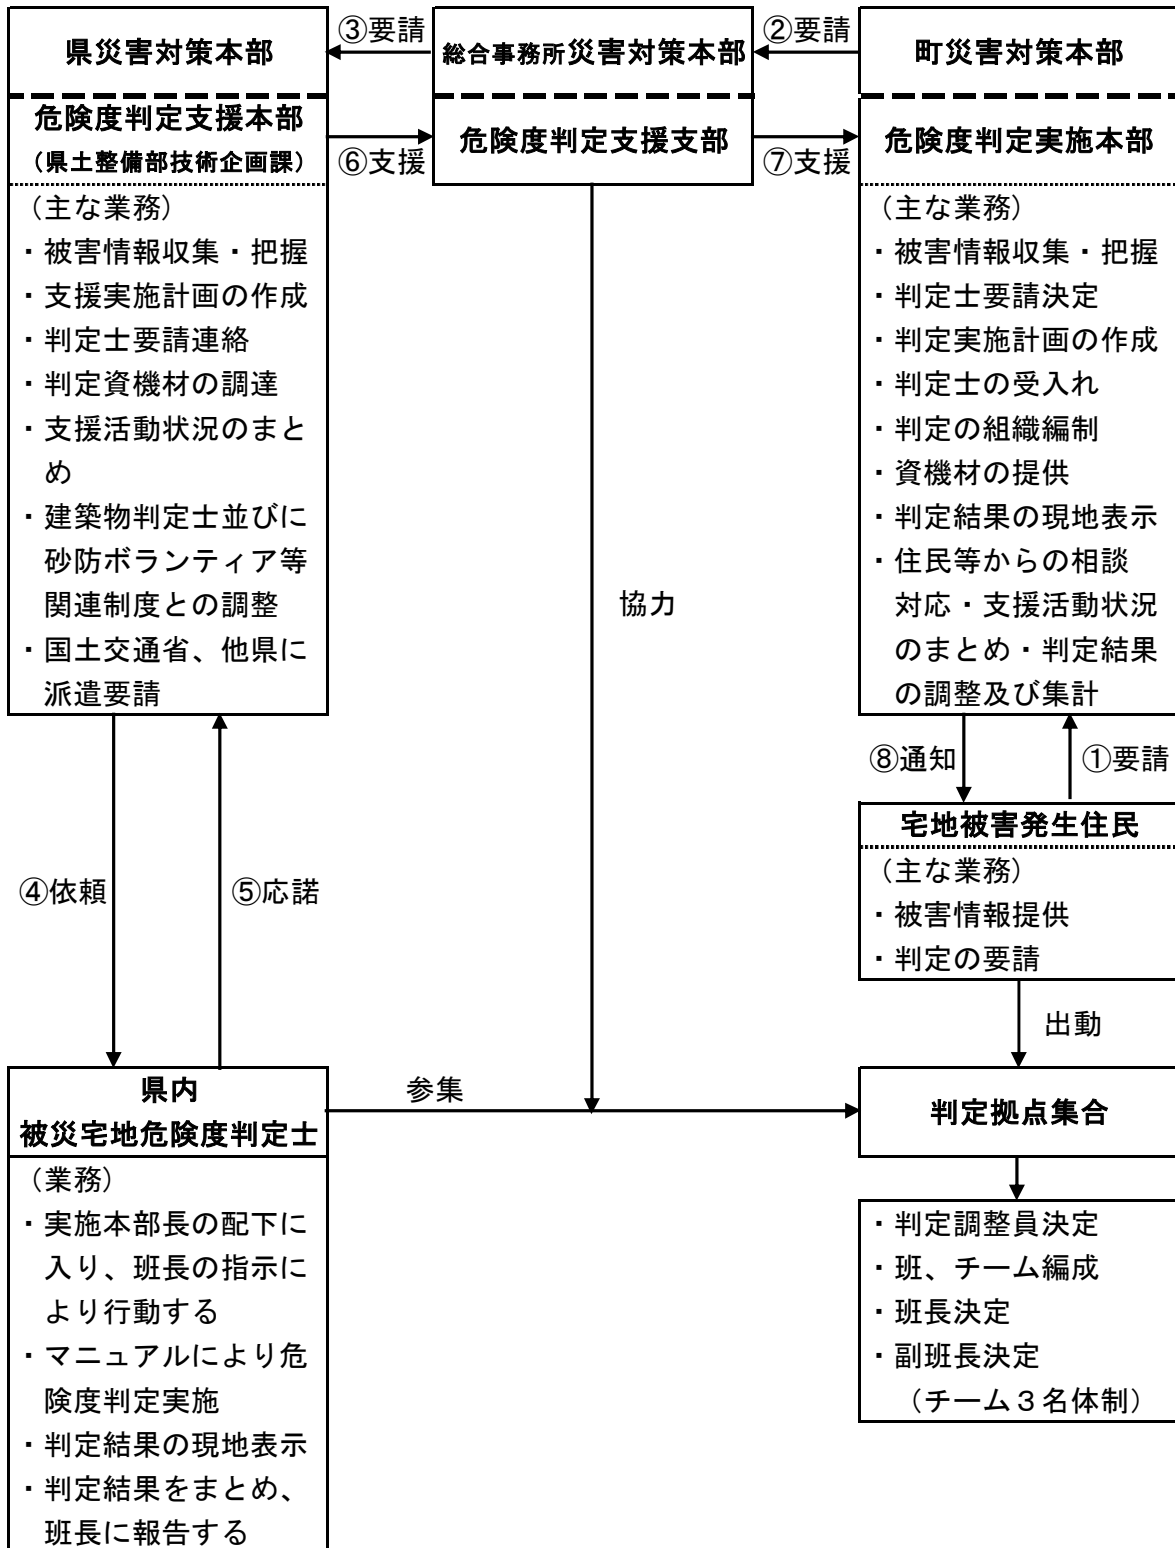 県災害対策本部
③要請
総合事務所災害対策本部
②要請
町災害対策本部
危険度判定支援本部
（県土整備部技術企画課）
⑥支援
危険度判定支援支部
⑦支援
危険度判定実施本部
（主な業務）
・被害情報収集・把握
・支援実施計画の作成
・判定士要請連絡
・判定資機材の調達
・支援活動状況のまと
め
・建築物判定士並びに
砂防ボランティア等
関連制度との調整
・国土交通省、他県に
派遣要請
（主な業務）
・被害情報収集・把握
・判定士要請決定
・判定実施計画の作成
・判定士の受入れ
・判定の組織編制
・資機材の提供
・判定結果の現地表示
・住民等からの相談
対応・支援活動状況
のまとめ・判定結果
の調整及び集計
協力
⑧通知
①要請
宅地被害発生住民
（主な業務）
・被害情報提供
・判定の要請
④依頼
⑤応諾
出動
県内
被災宅地危険度判定士
参集
判定拠点集合
（業務）
・実施本部長の配下に
入り、班長の指示に
より行動する
・マニュアルにより危
険度判定実施
・判定結果の現地表示
・判定結果をまとめ、
班長に報告する
・判定調整員決定
・班、チーム編成
・班長決定
・副班長決定
（チーム３名体制）